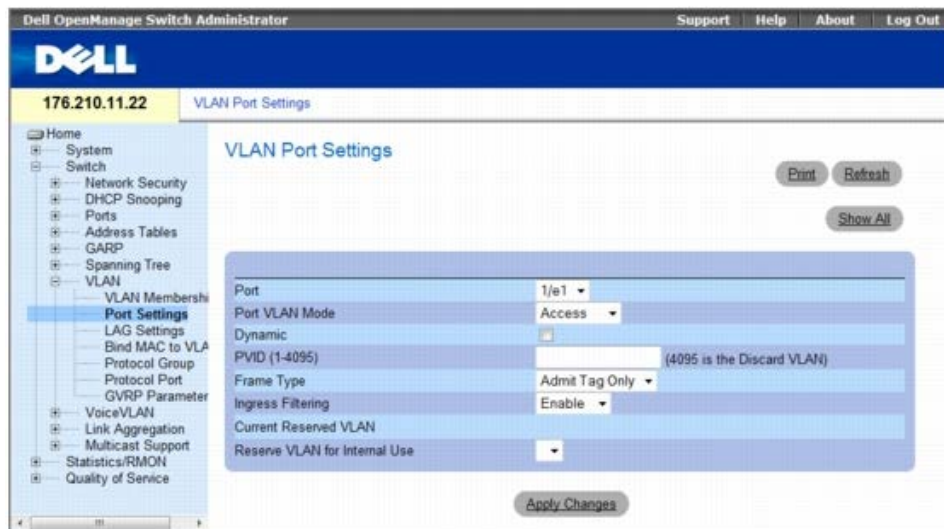 Dell OpenManage Switch Administrator Support Help About Log Out
DELL
176.210.11.22 VLAN Port Settings
Home
System
Switch
Network Security
DHCP Snooping
Ports
Address Tables
GARP
Spanning Tree
VLAN
VLAN Membershi
Port Settings
LAG Settings
Bind MAC to VLA
Protocol Group
Protocol Port
GVRP Parameter
VoiceVLAN
Link Aggregation
Multicast Support
Statistics/RMON
Quality of Service
VLAN Port Settings
Print Refresh
Show All
Port 1/e1
Port VLAN Mode Access
Dynamic
PVID (1-4095) (4095 is the Discard VLAN)
Frame Type Admit Tag Only
Ingress Filtering Enable
Current Reserved VLAN
Reserve VLAN for Internal Use
Apply Changes